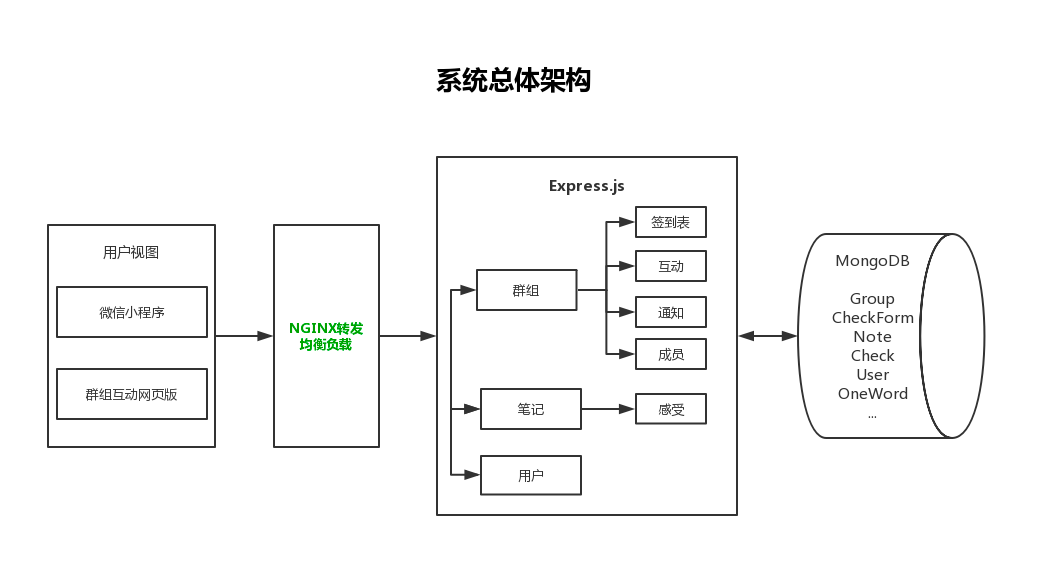 系统总体架构
用户视图
微信小程序
群组互动网页版
NGINX转发
均衡负载
Express.js
群组
签到表
互动
通知
成员
笔记
感受
用户
MongoDB
Group
CheckForm
Note
Check
User
OneWord
...